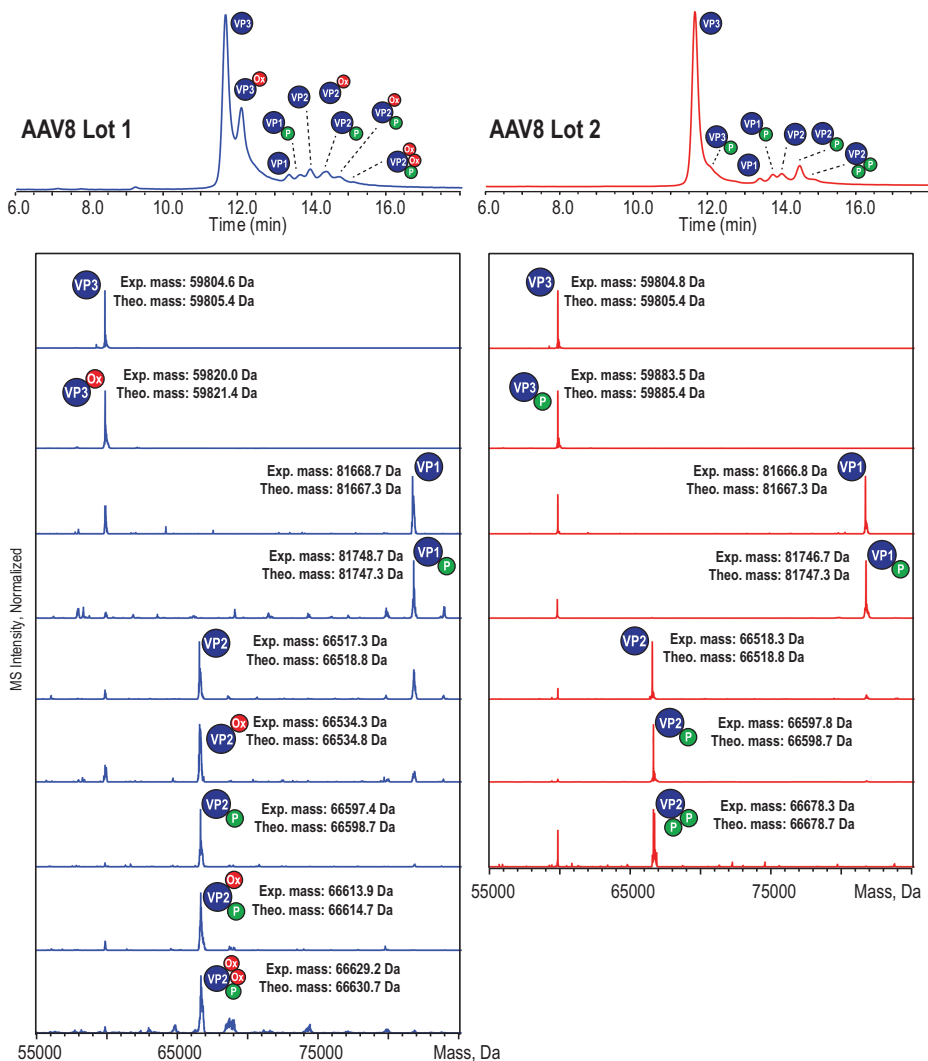 VP3
VP3 Ox
VP1 P
VP2
VP2 Ox
VP2 P
VP2 Ox P
VP1
VP2 Ox Ox P
AAV8 Lot 1
6.0 8.0 10.0 12.0 14.0 16.0
Time (min)
VP3
VP3 P
VP1 P
VP2
VP2 P
VP1
VP2 P P
AAV8 Lot 2
6.0 8.0 10.0 12.0 14.0 16.0
Time (min)
MS Intensity, Normalized
VP3
Exp. mass: 59804.6 Da
Theo. mass: 59805.4 Da
VP3 Ox
Exp. mass: 59820.0 Da
Theo. mass: 59821.4 Da
Exp. mass: 81668.7 Da
Theo. mass: 81667.3 Da
VP1
Exp. mass: 81748.7 Da
Theo. mass: 81747.3 Da
VP1 P
VP2
Exp. mass: 66517.3 Da
Theo. mass: 66518.8 Da
VP2 Ox
Exp. mass: 66534.3 Da
Theo. mass: 66534.8 Da
VP2 P
Exp. mass: 66597.4 Da
Theo. mass: 66598.7 Da
VP2 Ox P
Exp. mass: 66613.9 Da
Theo. mass: 66614.7 Da
VP2 Ox Ox P
Exp. mass: 66629.2 Da
Theo. mass: 66630.7 Da
55000 65000 75000 Mass, Da
VP3
Exp. mass: 59804.8 Da
Theo. mass: 59805.4 Da
VP3 P
Exp. mass: 59883.5 Da
Theo. mass: 59885.4 Da
Exp. mass: 81666.8 Da
Theo. mass: 81667.3 Da
VP1
Exp. mass: 81746.7 Da
Theo. mass: 81747.3 Da
VP1 P
VP2
Exp. mass: 66518.3 Da
Theo. mass: 66518.8 Da
VP2 P
Exp. mass: 66597.8 Da
Theo. mass: 66598.7 Da
VP2 P P
Exp. mass: 66678.3 Da
Theo. mass: 66678.7 Da
55000 65000 75000 Mass, Da